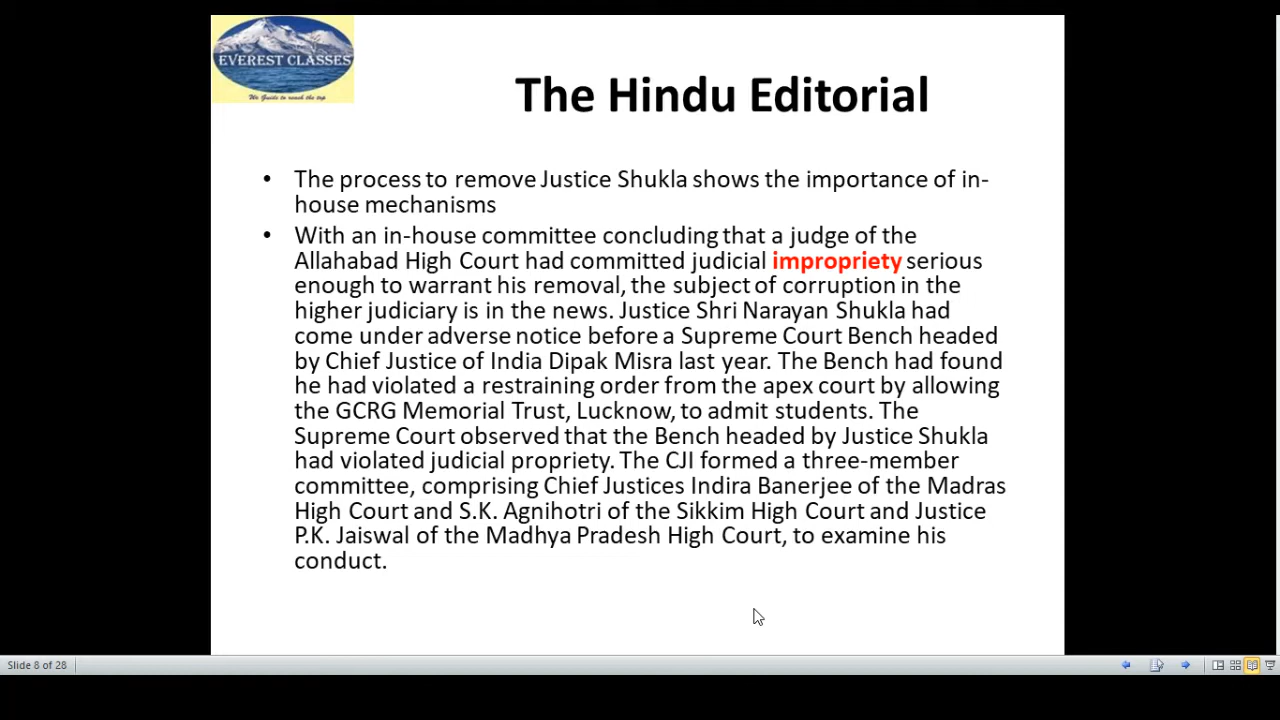 EVEREST CLASSES
We Guide to reach the top
The Hindu Editorial
• The process to remove Justice Shukla shows the importance of in-
house mechanisms
• With an in-house committee concluding that a judge of the
Allahabad High Court had committed judicial impropriety serious
enough to warrant his removal, the subject of corruption in the
higher judiciary is in the news. Justice Shri Narayan Shukla had
come under adverse notice before a Supreme Court Bench headed
by Chief Justice of India Dipak Misra last year. The Bench had found
he had violated a restraining order from the apex court by allowing
the GCRG Memorial Trust, Lucknow, to admit students. The
Supreme Court observed that the Bench headed by Justice Shukla
had violated judicial propriety. The CJI formed a three-member
committee, comprising Chief Justices Indira Banerjee of the Madras
High Court and S.K. Agnihotri of the Sikkim High Court and Justice
P.K. Jaiswal of the Madhya Pradesh High Court, to examine his
conduct.
Slide 8 of 28